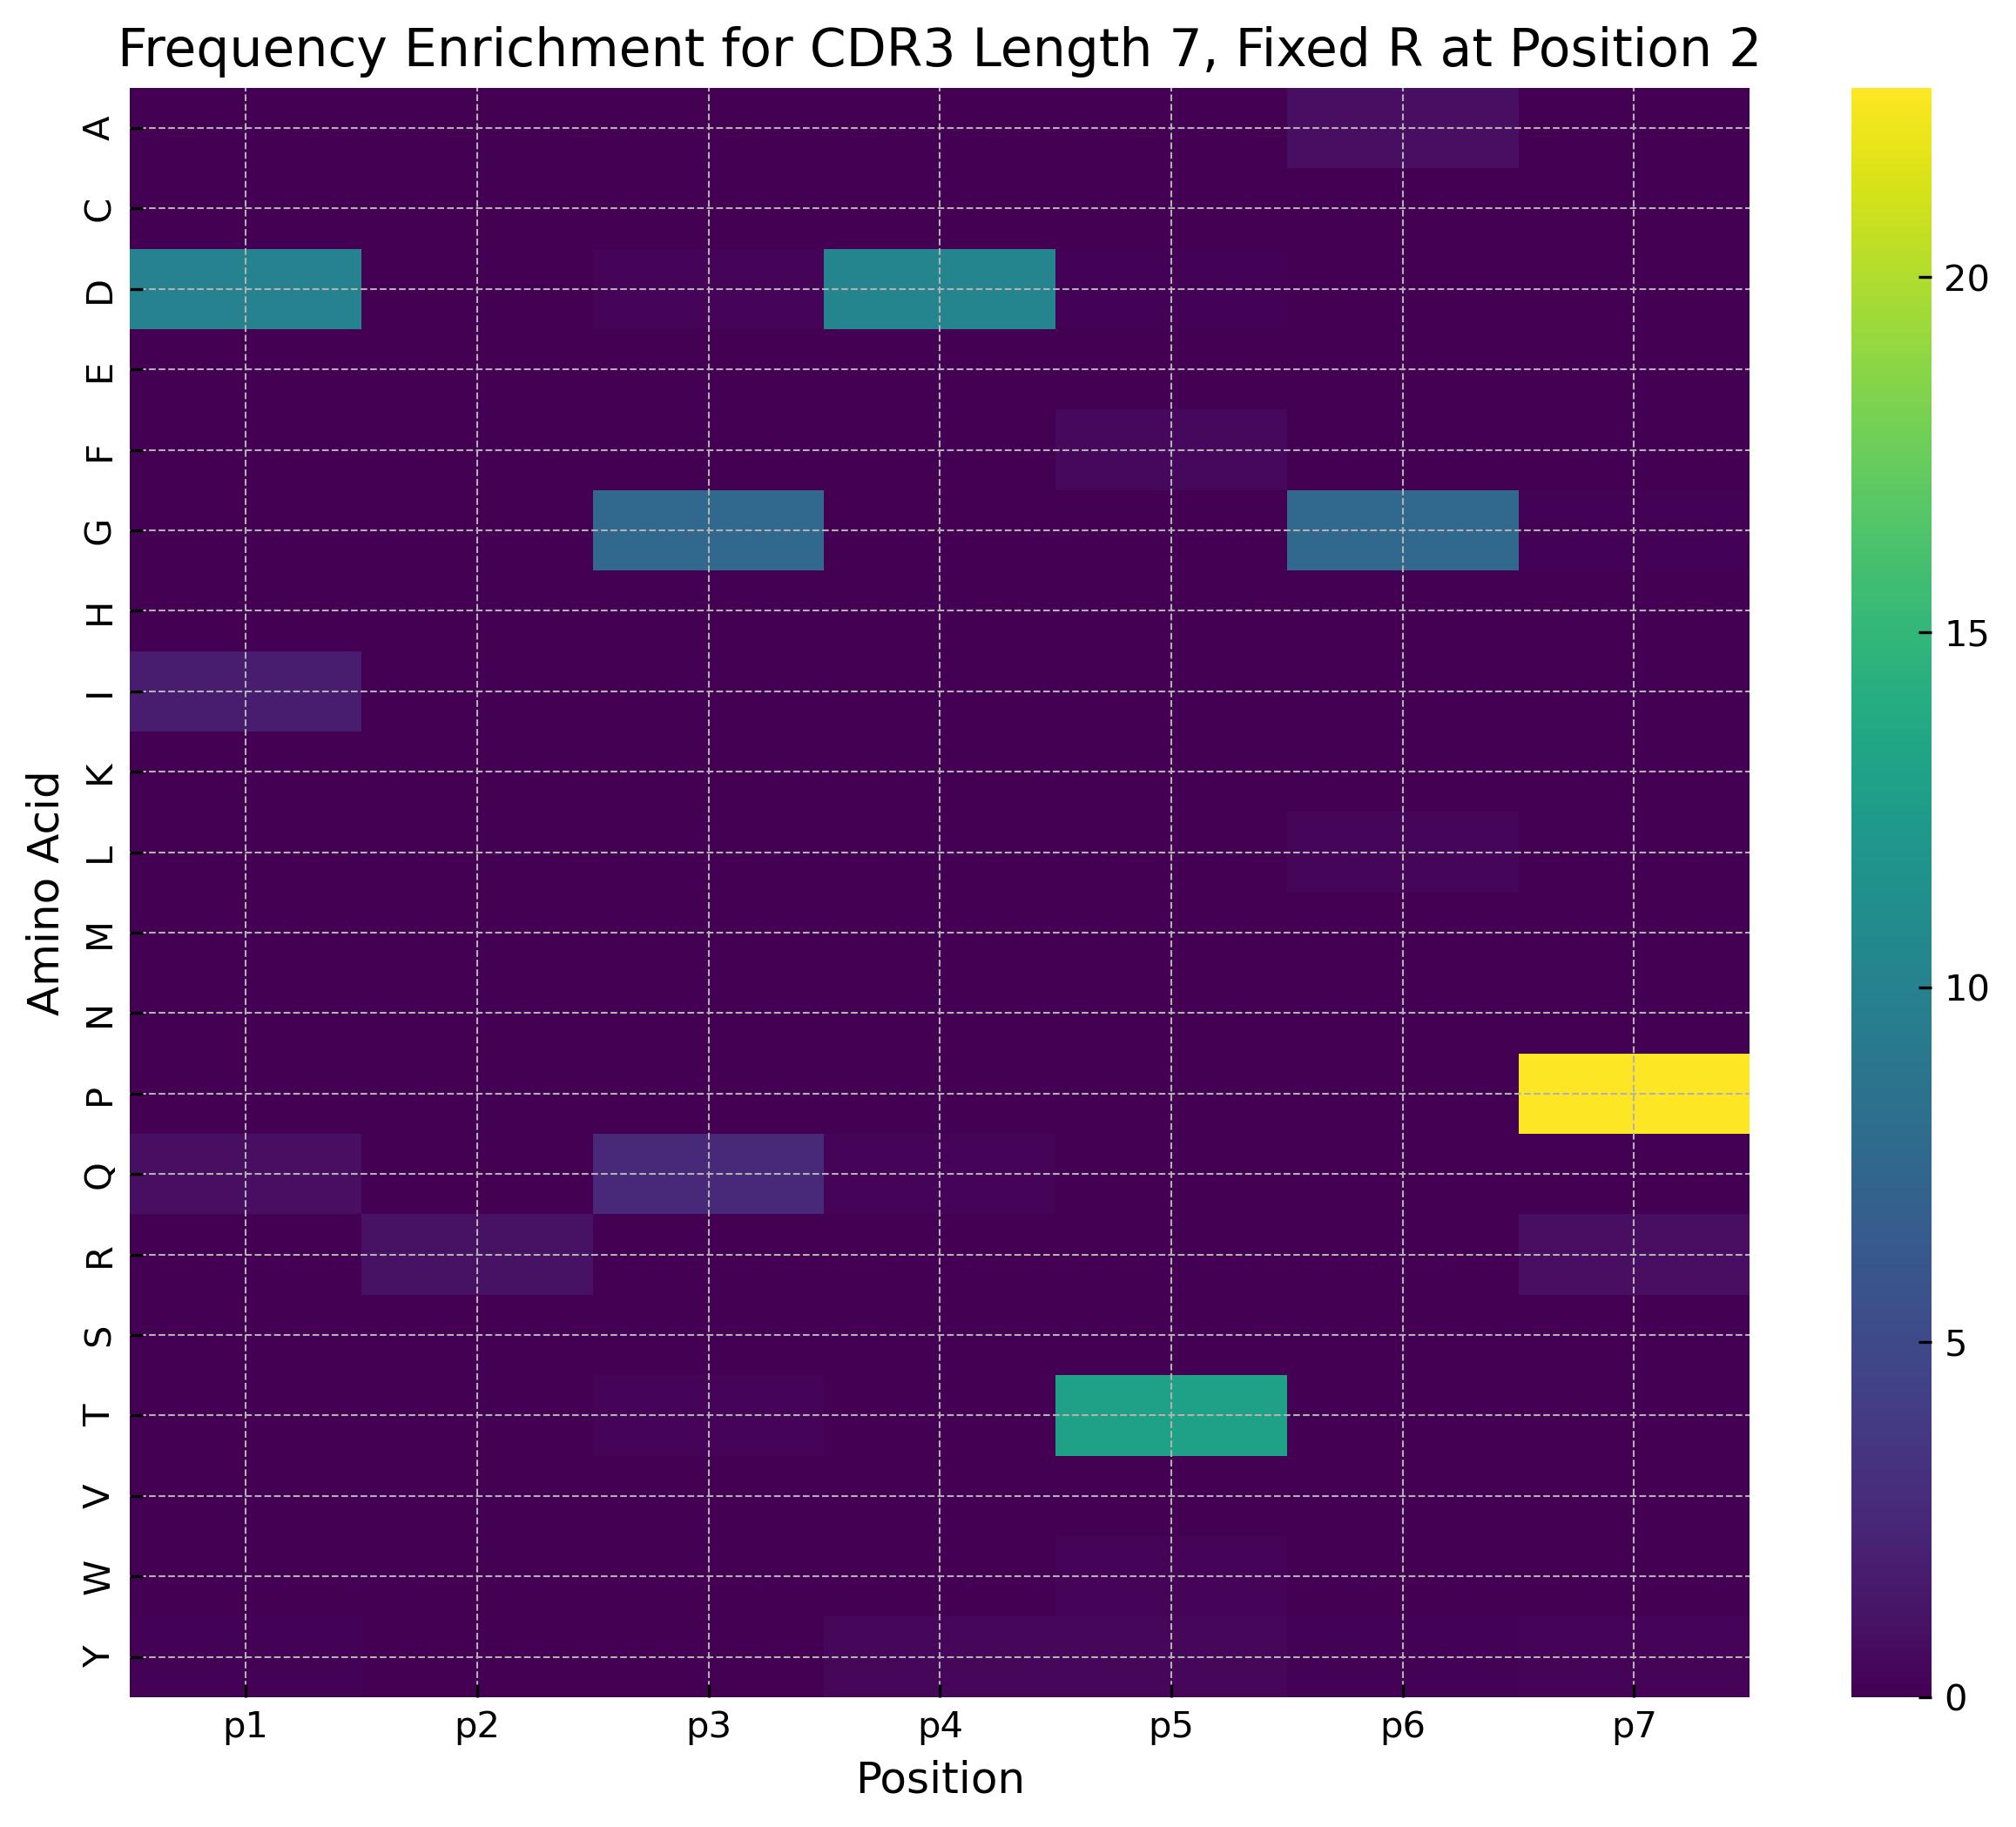 Frequency Enrichment for CDR3 Length 7, Fixed R at Position 2
Amino Acid
A
C
D
E
F
G
H
I
K
L
M
N
P
Q
R
S
T
V
W
Y
p1 p2 p3 p4 p5 p6 p7
Position
20
15
10
5
0